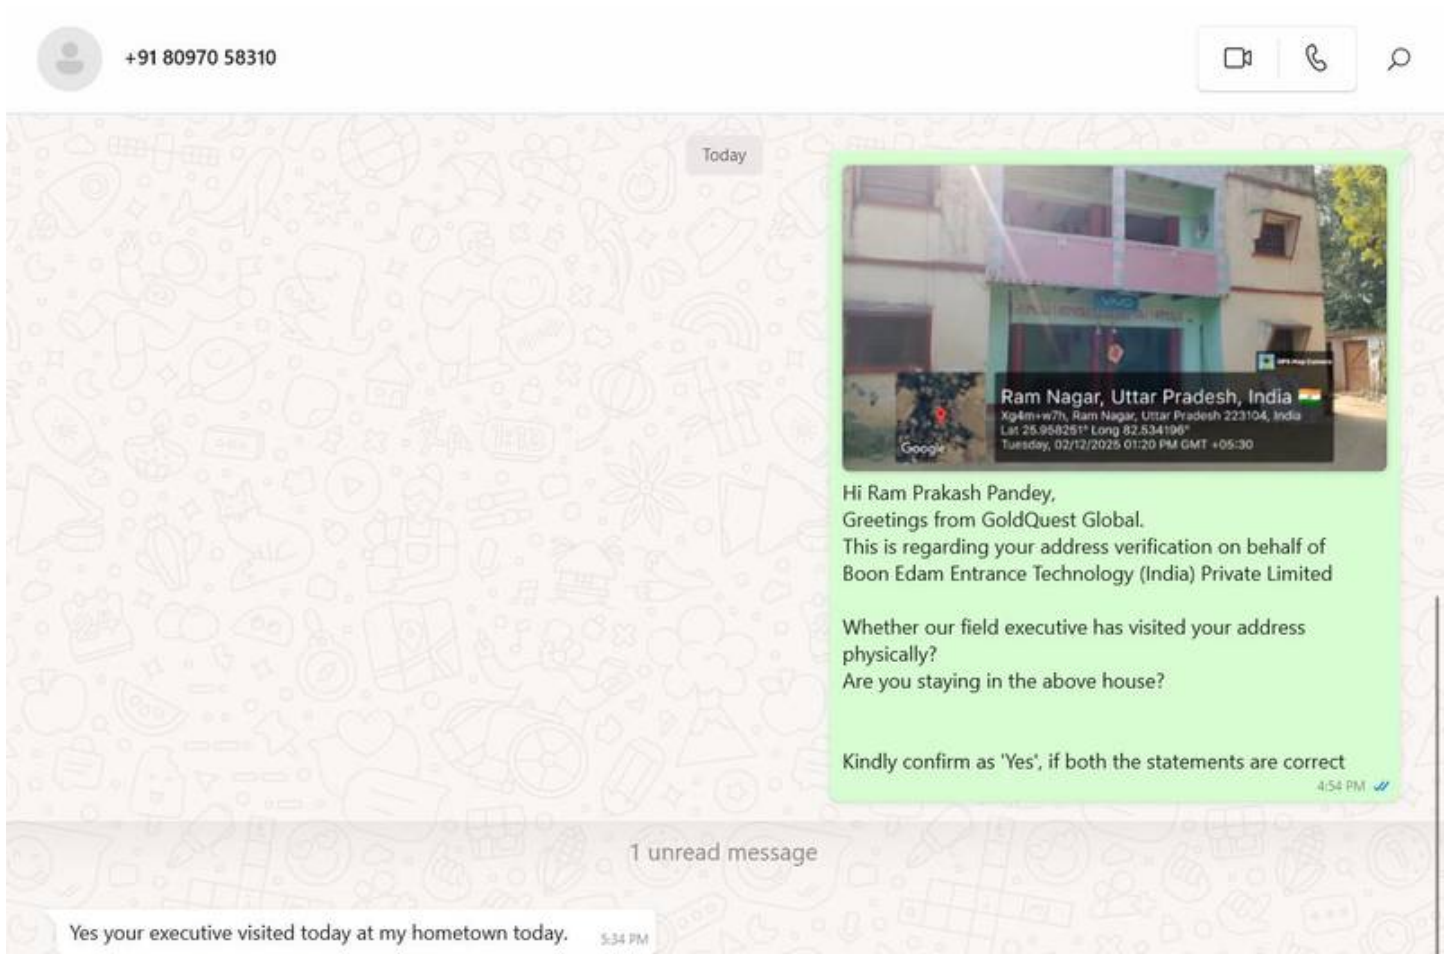 +91 80970 58310
Today
vivo
GPS Map Camera
Ram Nagar, Uttar Pradesh, India
Xg4m+w7h, Ram Nagar, Uttar Pradesh 223104, India
Lat 25.958251° Long 82.534196°
Google
Tuesday, 02/12/2025 01:20 PM GMT +05:30
Hi Ram Prakash Pandey,
Greetings from GoldQuest Global.
This is regarding your address verification on behalf of
Boon Edam Entrance Technology (India) Private Limited
Whether our field executive has visited your address
physically?
Are you staying in the above house?
Kindly confirm as 'Yes', if both the statements are correct
4:54 PM
1 unread message
Yes your executive visited today at my hometown today.
5:34 PM